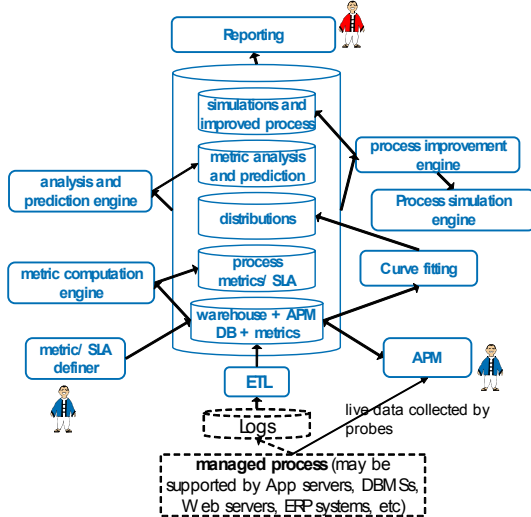 Reporting
simulations and
improved process
process improvement
engine
metric analysis
and prediction
analysis and
prediction engine
Process simulation
engine
distributions
process
metrics/ SLA
metric computation
engine
Curve fitting
warehouse + APM
DB + metrics
metric/ SLA
definer
APM
ETL
live data collected by
probes
Logs
managed process (may be
supported by App servers, DBMSs,
Web servers, ERP systems, etc)